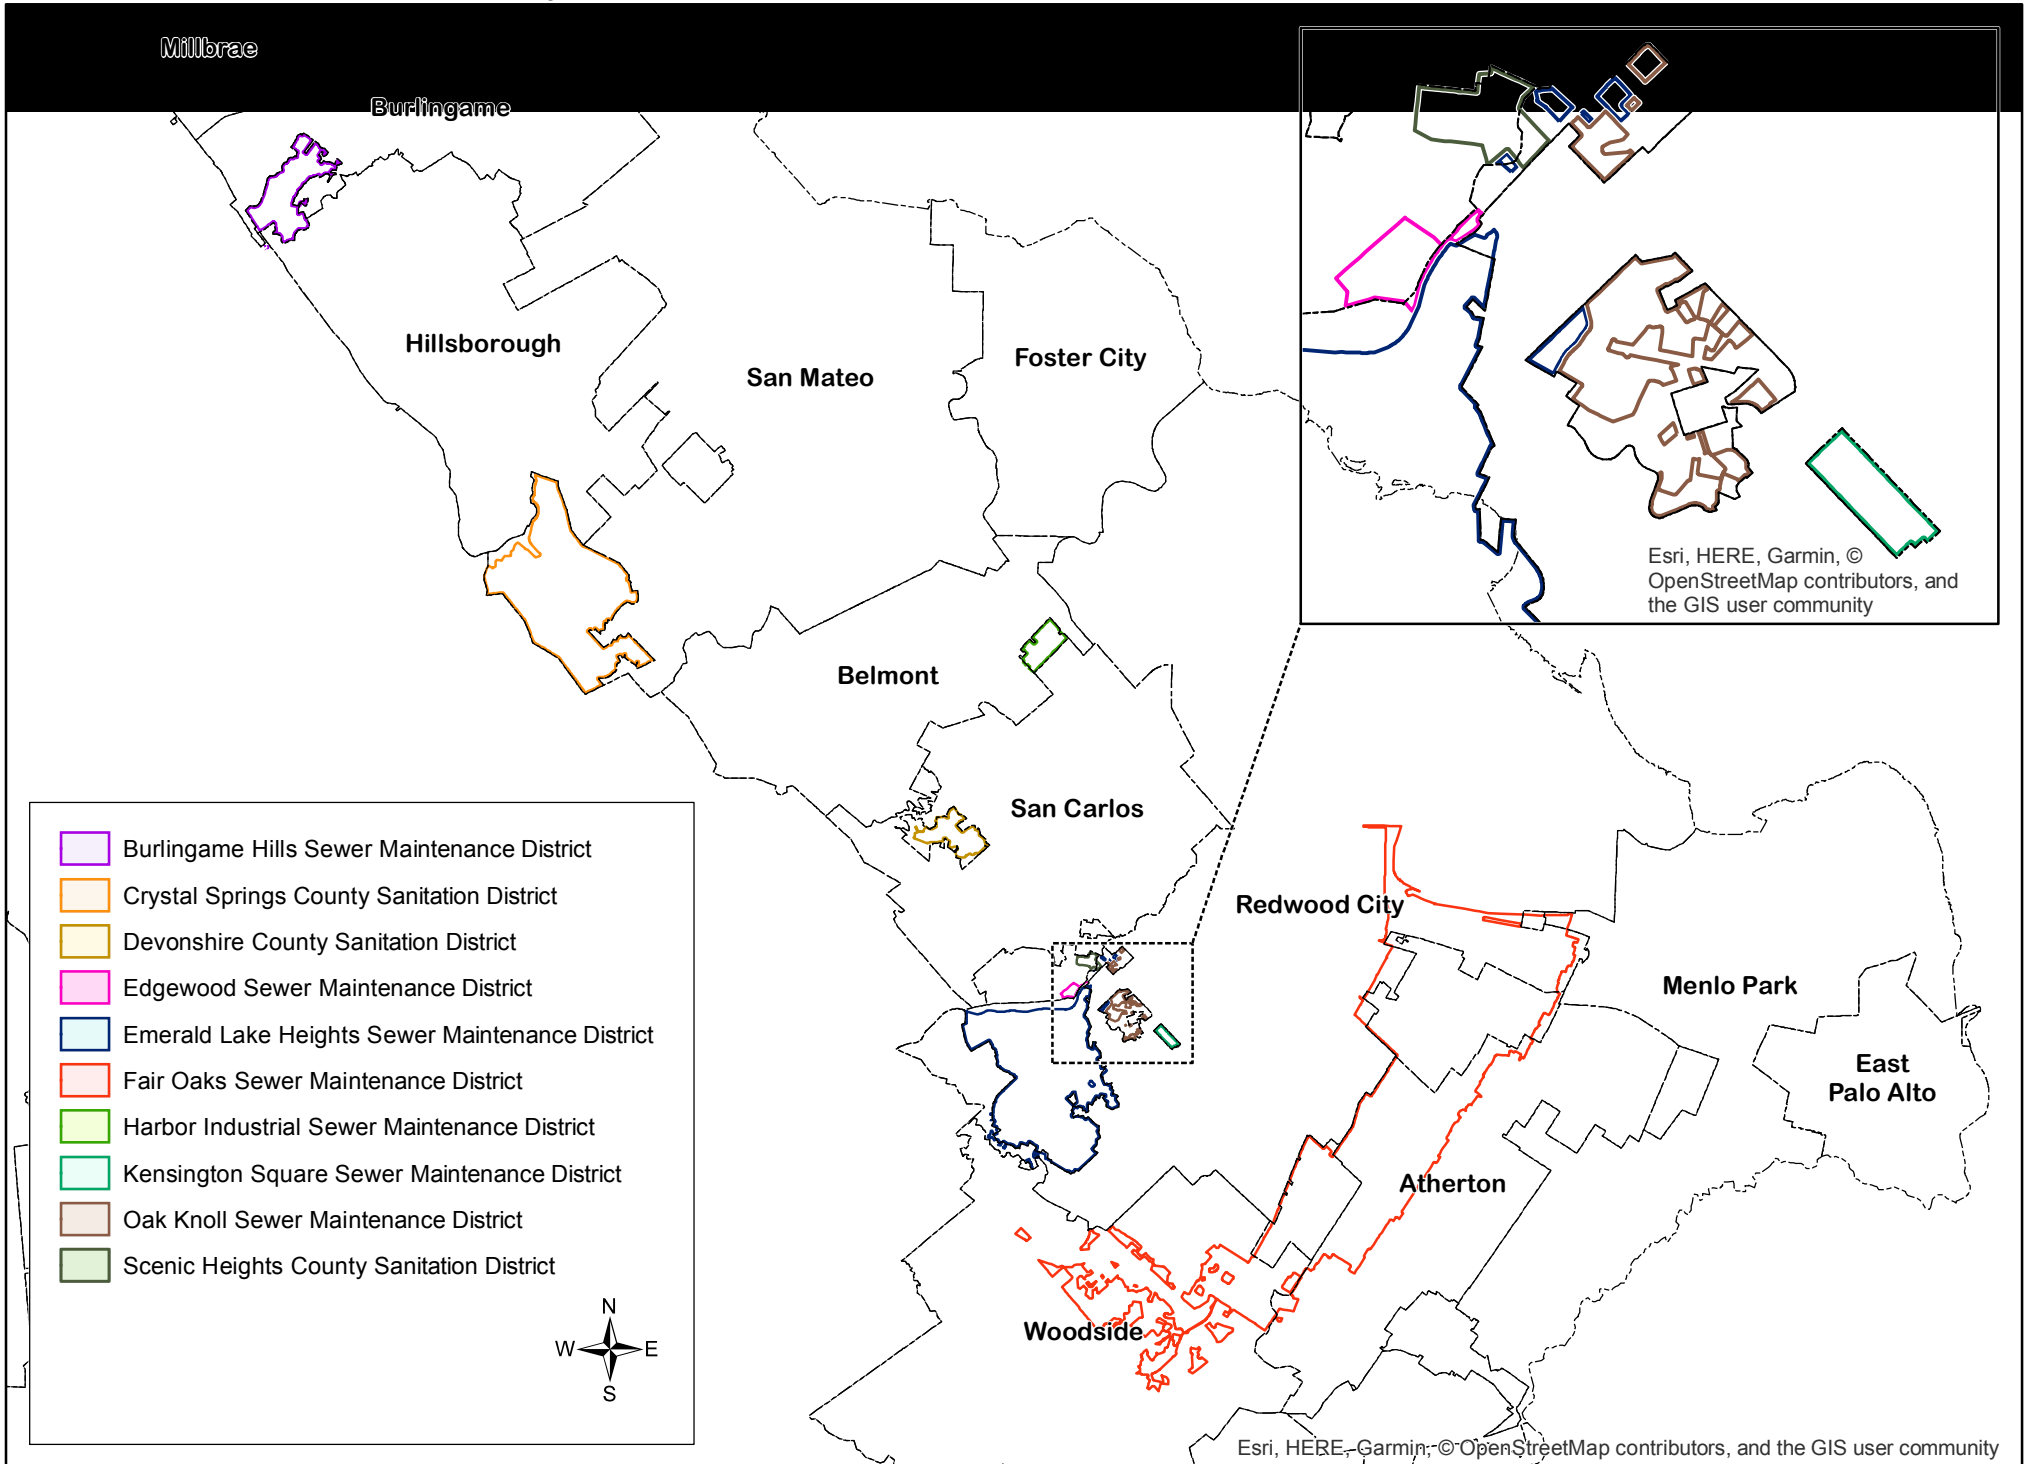 Millbrae
Burlingame
Hillsborough
San Mateo
Foster City
Belmont
San Carlos
Redwood City
Menlo Park
East
Palo Alto
Atherton
Woodside
Esri, HERE, Garmin, ©
OpenStreetMap contributors, and
the GIS user community
Burlingame Hills Sewer Maintenance District
Crystal Springs County Sanitation District
Devonshire County Sanitation District
Edgewood Sewer Maintenance District
Emerald Lake Heights Sewer Maintenance District
Fair Oaks Sewer Maintenance District
Harbor Industrial Sewer Maintenance District
Kensington Square Sewer Maintenance District
Oak Knoll Sewer Maintenance District
Scenic Heights County Sanitation District
N
W E
S
Esri, HERE, Garmin, © OpenStreetMap contributors, and the GIS user community